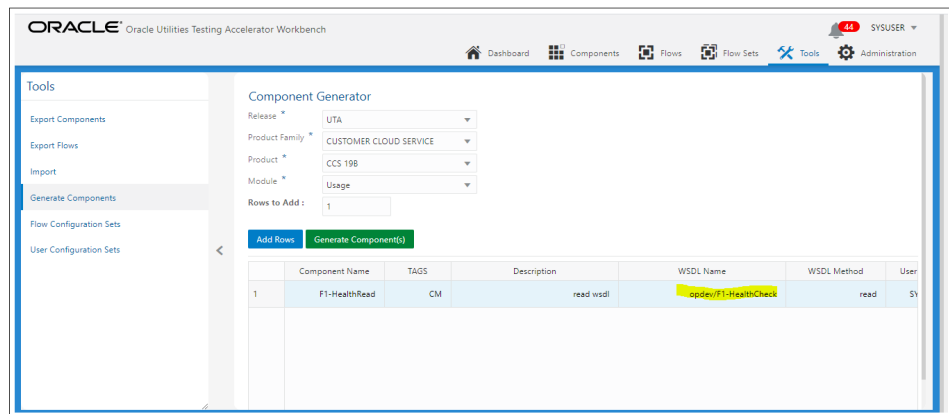 ORACLE® Oracle Utilities Testing Accelerator Workbench
44 SYSUSER
Dashboard Components Flows Flow Sets Tools Administration
Tools
Export Components
Export Flows
Import
Generate Components
Flow Configuration Sets
User Configuration Sets
Component Generator
Release * UTA
Product Family * CUSTOMER CLOUD SERVICE
Product * CCS 19B
Module * Usage
Rows to Add : 1
Add Rows Generate Component(s)
Component Name TAGS Description WSDL Name WSDL Method User
1 F1-HealthRead CM read wsdl opdev/F1-HealthCheck read SY